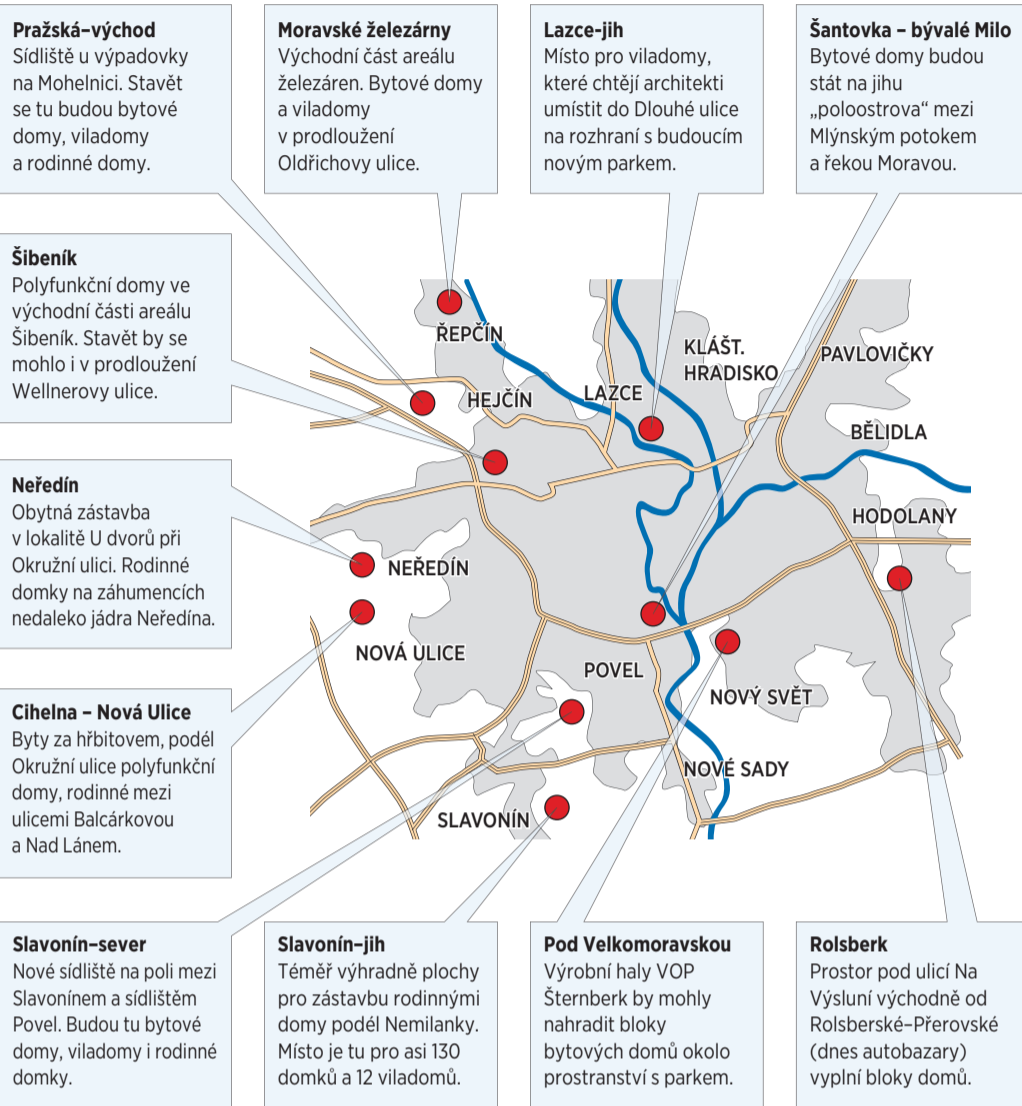 Pražská–východ
Sídliště u výpadovky
na Mohelnici. Stavět
se tu budou bytové
domy, viladomy
a rodinné domy.
Moravské železárny
Východní část areálu
železáren. Bytové domy
a viladomy
v prodloužení
Oldřichovy ulice.
Lazce-jih
Místo pro viladomy,
které chtějí architekti
umístit do Dlouhé ulice
na rozhraní s budoucím
novým parkem.
Šantovka – bývalé Milo
Bytové domy budou
stát na jihu
„poloostrova“ mezi
Mlýnským potokem
a řekou Moravou.
Šibeník
Polyfunkční domy ve
východní části areálu
Šibeník. Stavět by se
mohlo i v prodloužení
Wellnerovy ulice.
Neředín
Obytná zástavba
v lokalitě U dvorů při
Okružní ulici. Rodinné
domky na záhumencích
nedaleko jádra Neředína.
Cihelna – Nová Ulice
Byty za hřbitovem, podél
Okružní ulice polyfunkční
domy, rodinné mezi
ulicemi Balcárkovou
a Nad Lánem.
ŘEPČÍN
KLÁŠT.
HRADISKO
PAVLOVIČKY
HEJČÍN
LAZCE
BĚLIDLA
HODOLANY
NEŘEDÍN
NOVÁ ULICE
POVEL
NOVÝ SVĚT
NOVÉ SADY
SLAVONÍN
Slavonín–sever
Nové sídliště na poli mezi
Slavonínem a sídlištěm
Povel. Budou tu bytové
domy, viladomy i rodinné
domky.
Slavonín–jih
Téměř výhradně plochy
pro zástavbu rodinnými
domy podél Nemilanky.
Místo je tu pro asi 130
domků a 12 viladomů.
Pod Velkomoravskou
Výrobní haly VOP
Šternberk by mohly
nahradit bloky
bytových domů okolo
prostranství s parkem.
Rolsberk
Prostor pod ulicí Na
Výsluní východně od
Rolsberské–Přerovské
(dnes autobazary)
vyplní bloky domů.